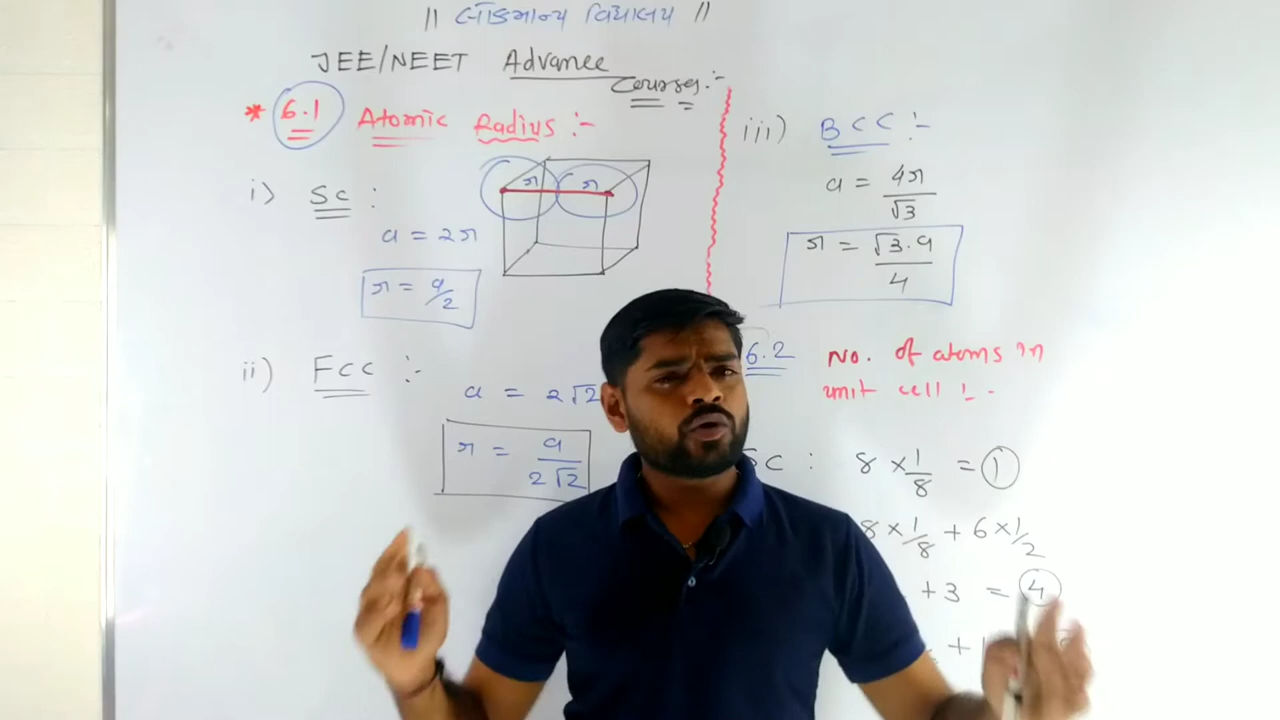 || લોકમાન્ય વિદ્યાલય ||
JEE/NEET Advance
Courses:-
* 6.1 Atomic Radius :-
i) SC :
r r
a = 2r
r = a/2
ii) FCC :-
a = 2√2
r = a/2√2
iii) BCC :-
a = 4r/√3
r = √3.a/4
6.2 No. of atoms in
unit cell :-
SC : 8 × 1/8 = 1
8 × 1/8 + 6 × 1/2
+ 3 = 4
+ 1